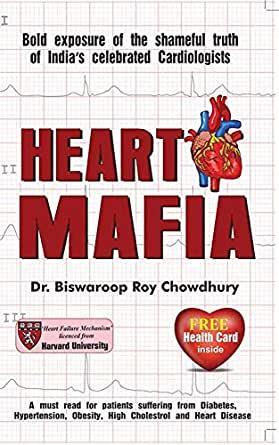 Bold exposure of the shameful truth
of India's celebrated Cardiologists
I
II
HEART
MAFIA
Dr. Biswaroop Roy Chowdhury
III
"Heart Failure Mechanism"
licenced from
Harvard University
FREE
Health Card
inside
A must read for patients suffering from Diabetes,
Hypertension, Obesity, High Cholestrol and Heart Disease